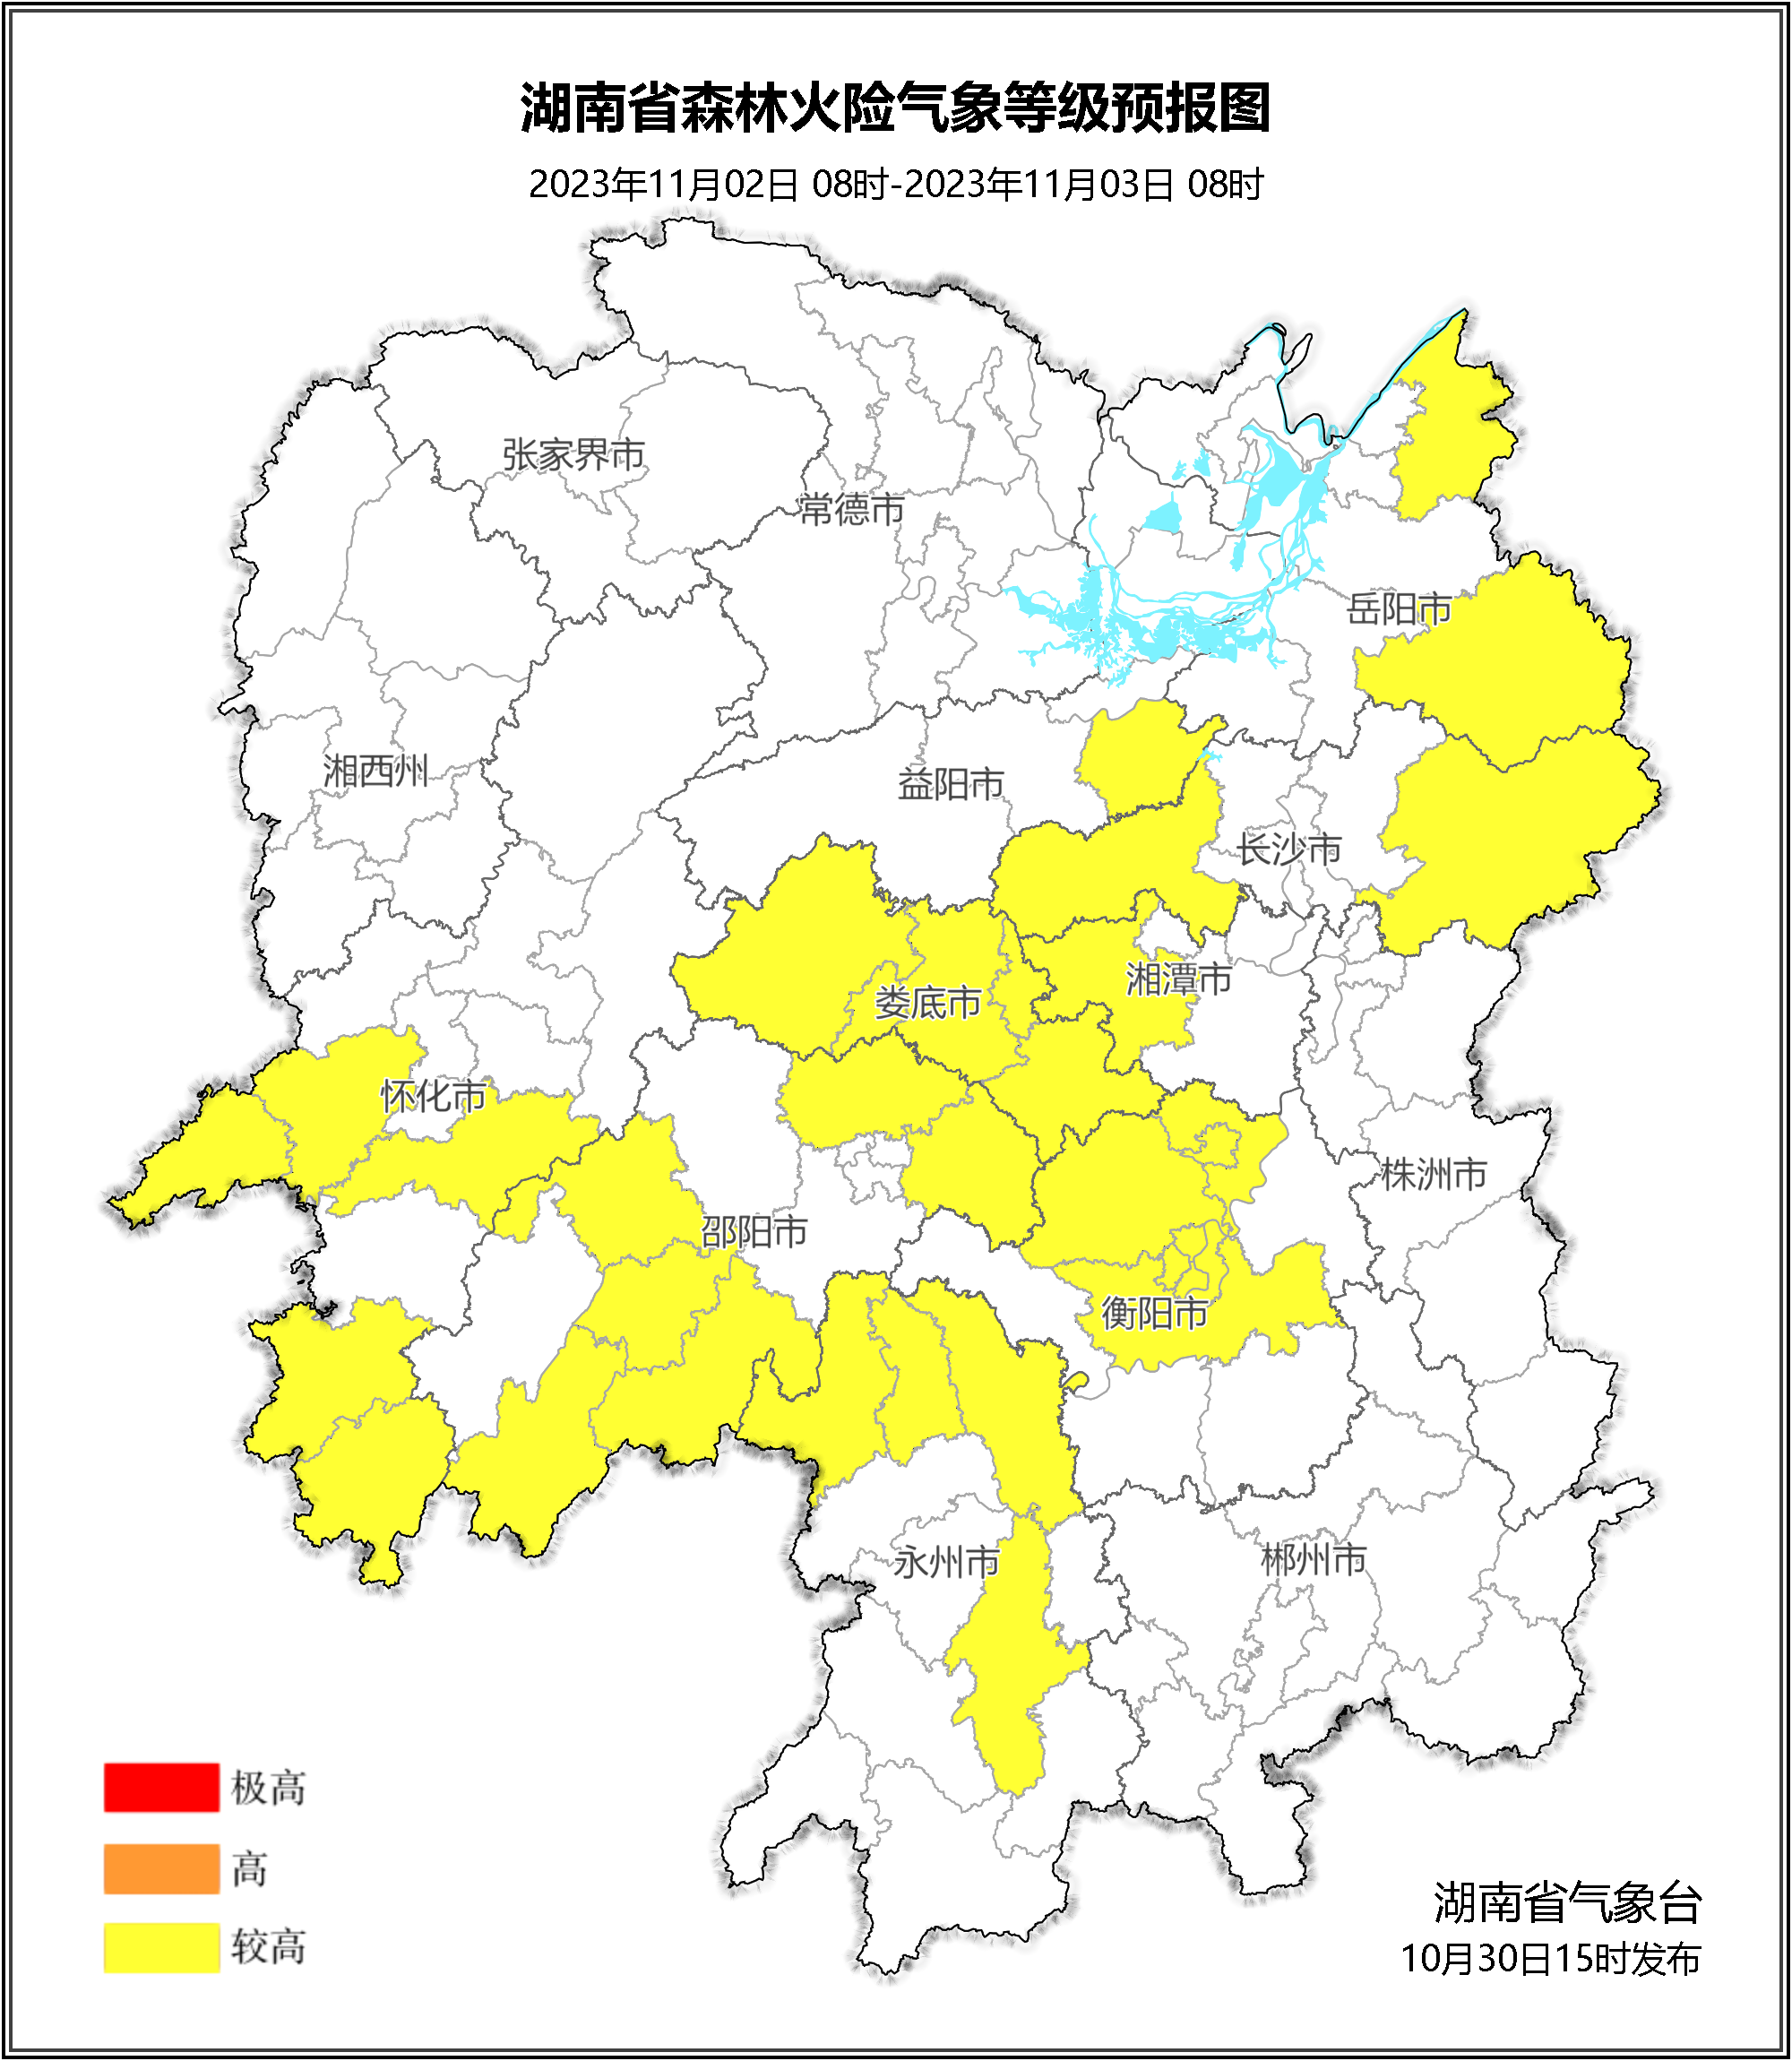 湖南省森林火险气象等级预报图
2023年11月02日 08时-2023年11月03日 08时
张家界市
常德市
岳阳市
湘西州
益阳市
长沙市
湘潭市
娄底市
怀化市
株洲市
邵阳市
衡阳市
永州市
郴州市
极高
高
较高
湖南省气象台
10月30日15时发布